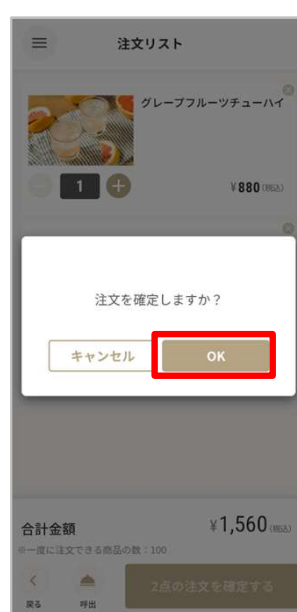 注文リスト
グレープフルーツチューハイ
1
¥880(税込)
注文を確定しますか？
キャンセル
OK
合計金額
¥1,560(税込)
※一度に注文できる商品の数：100
戻る
呼出
2点の注文を確定する